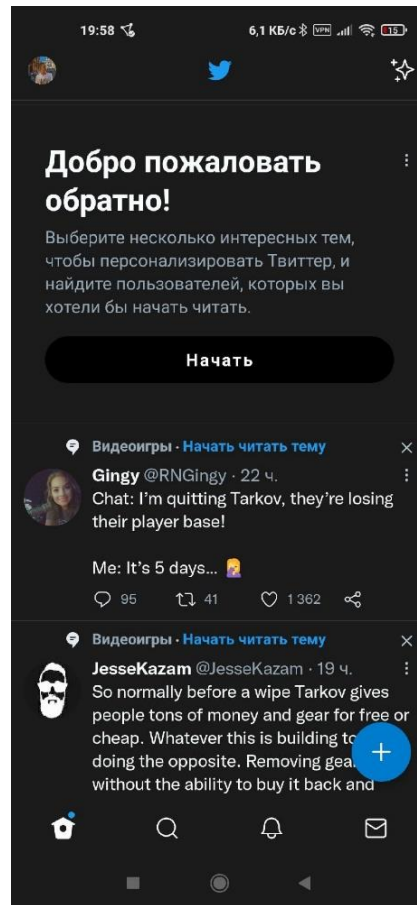 19:58 6,1 КБ/с VPN 15
Добро пожаловать
обратно!
Выберите несколько интересных тем,
чтобы персонализировать Твиттер, и
найдите пользователей, которых вы
хотели бы начать читать.
Начать
Видеоигры · Начать читать тему
Gingy @RNGingy · 22 ч.
Chat: I'm quitting Tarkov, they're losing
their player base!
Me: It's 5 days... 🤦‍♀️
95 41 1 362
Видеоигры · Начать читать тему
JesseKazam @JesseKazam · 19 ч.
So normally before a wipe Tarkov gives
people tons of money and gear for free or
cheap. Whatever this is building to
doing the opposite. Removing gea
without the ability to buy it back and